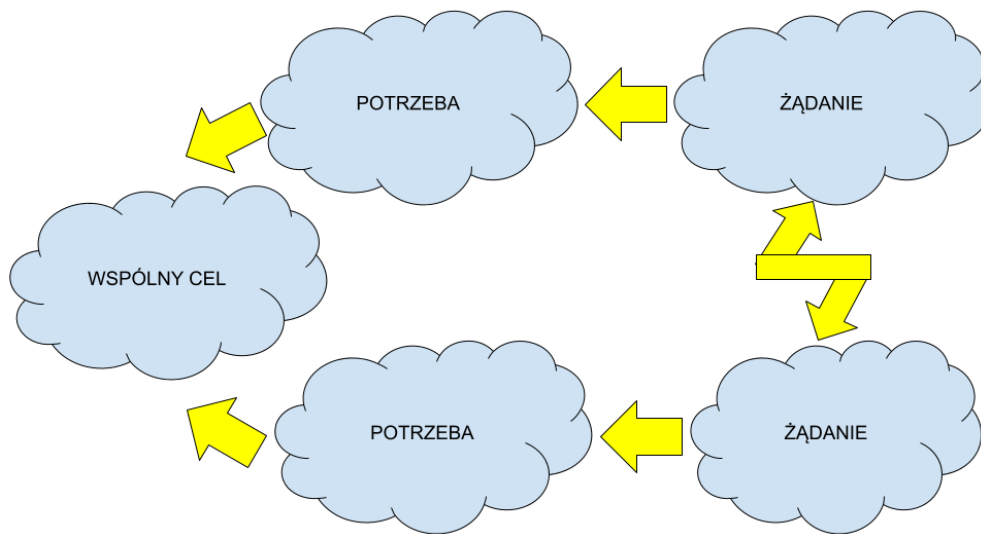 POTRZEBA
ŻĄDANIE
WSPÓLNY CEL
POTRZEBA
ŻĄDANIE